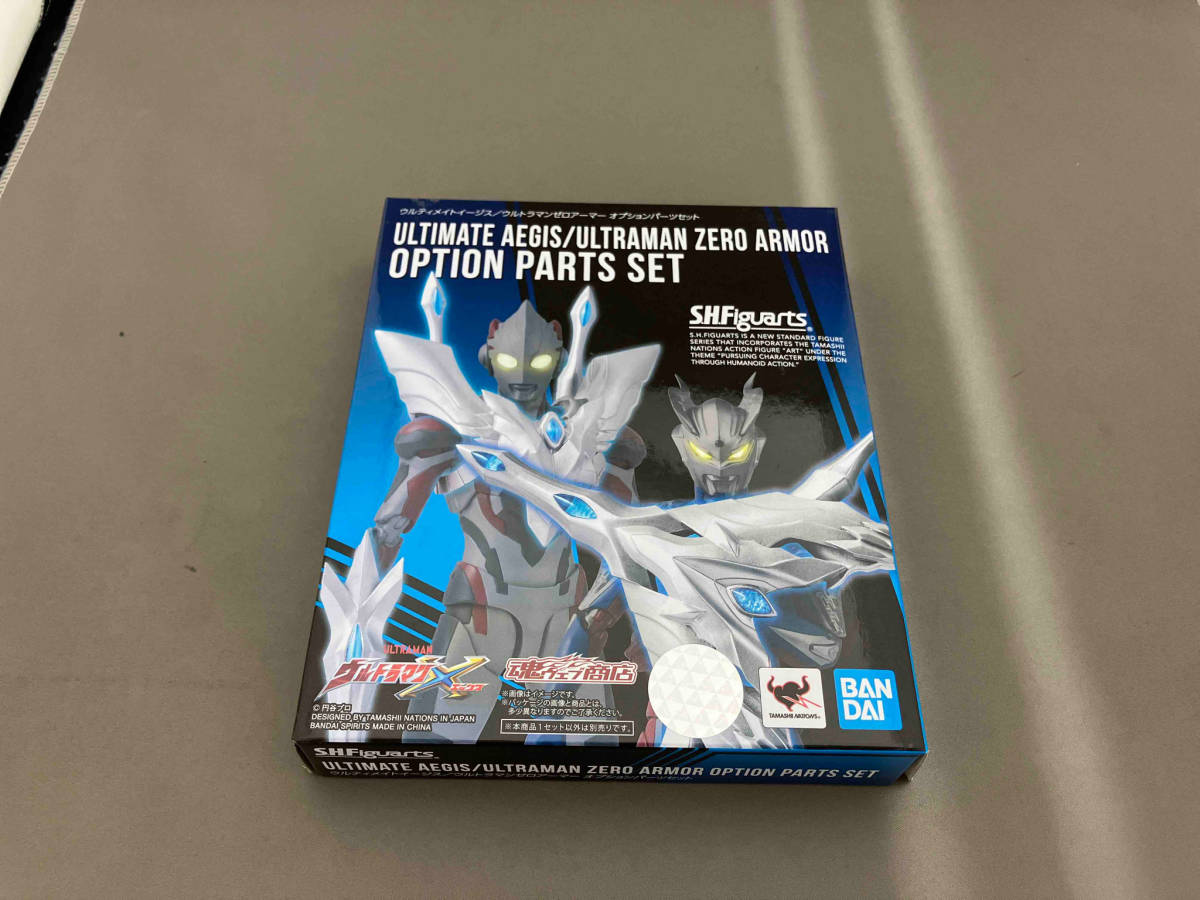 ウルティメイトイージス／ウルトラマンゼロアーマー オプションパーツセット
ULTIMATE AEGIS/ULTRAMAN ZERO ARMOR
OPTION PARTS SET
S.H.Figuarts
S.H.FIGUARTS IS A NEW STANDARD FIGURE
SERIES THAT INCORPORATES THE TAMASHII
NATIONS ACTION FIGURE "ART" UNDER THE
THEME "PURSUING CHARACTER EXPRESSION
THROUGH HUMANOID ACTION."
ULTRAMAN
ウルトラマンX
エックス
魂ウェブ商店
© 円谷プロ
DESIGNED BY TAMASHII NATIONS IN JAPAN
BANDAI SPIRITS MADE IN CHINA
※画像はイメージです。
※パッケージの画像と商品とは、
多少異なりますのでご了承ください。
※本商品1セット以外は別売りです。
TAMASHII NATIONS
BAN
DAI
S.H.Figuarts
ULTIMATE AEGIS/ULTRAMAN ZERO ARMOR OPTION PARTS SET
ウルティメイトイージス／ウルトラマンゼロアーマー オプションパーツセット